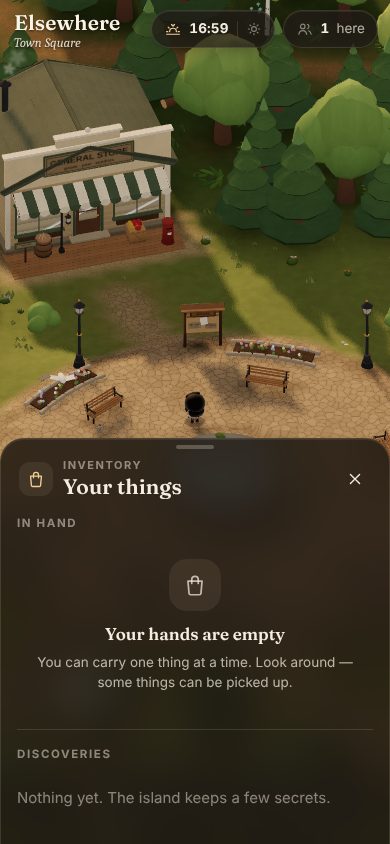 Elsewhere
Town Square
16:59
1 here
GENERAL STORE
INVENTORY
Your things
IN HAND
Your hands are empty
You can carry one thing at a time. Look around —
some things can be picked up.
DISCOVERIES
Nothing yet. The island keeps a few secrets.